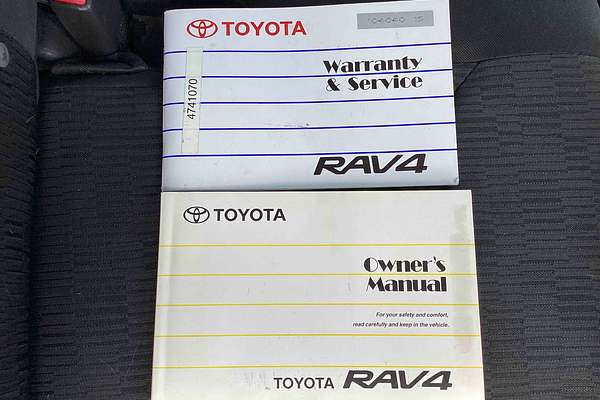 TOYOTA
Warranty
& Service
4741070
RAV4
TOYOTA
Owner's
Manual
For your safety and comfort,
read carefully and keep in the vehicle.
TOYOTA RAV4